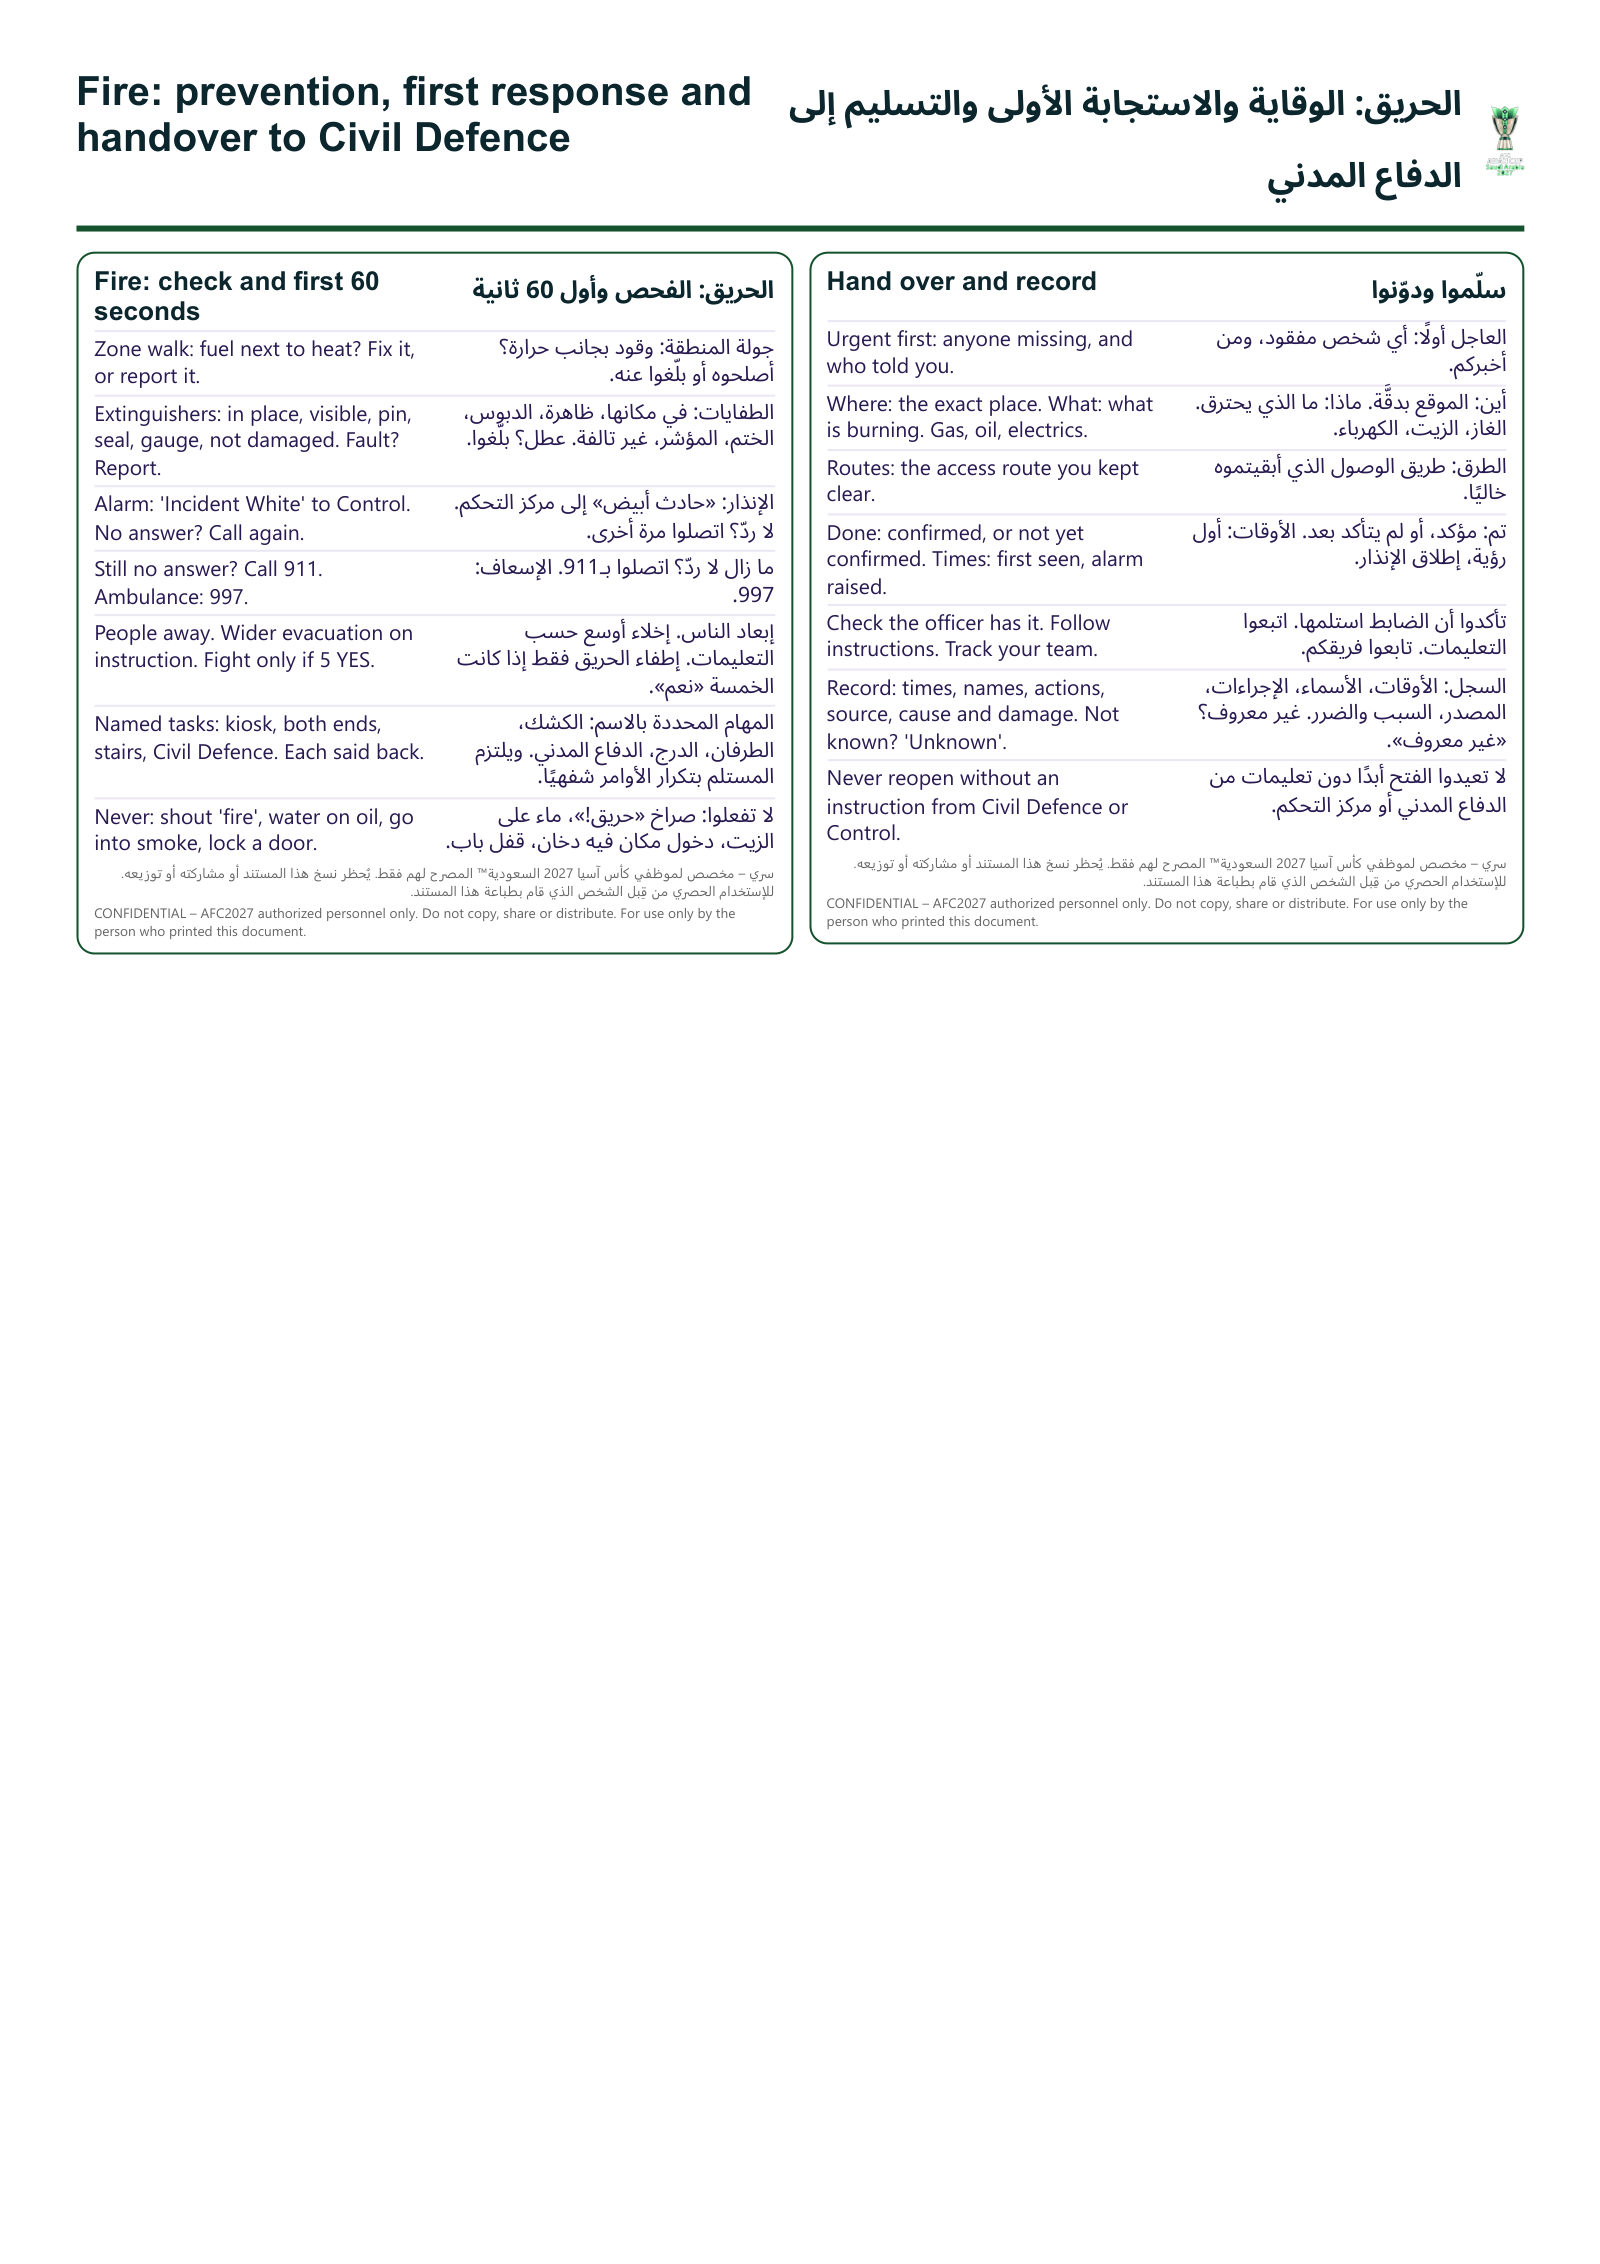 Fire: prevention, first response and
handover to Civil Defence
الحريق: الوقاية والاستجابة الأولى والتسليم إلى
الدفاع المدني
Saudi Arabia
2027
Fire: check and first 60
seconds
الحريق: الفحص وأول 60 ثانية
Zone walk: fuel next to heat? Fix it,
or report it.
جولة المنطقة: وقود بجانب حرارة؟
أصلحوه أو بلّغوا عنه.
Extinguishers: in place, visible, pin,
seal, gauge, not damaged. Fault?
Report.
الطفايات: في مكانها، ظاهرة، الدبوس،
الختم، المؤشر، غير تالفة. عطل؟ بلّغوا.
Alarm: 'Incident White' to Control.
No answer? Call again.
الإنذار: «حادث أبيض» إلى مركز التحكم.
لا ردّ؟ اتصلوا مرة أخرى.
Still no answer? Call 911.
Ambulance: 997.
ما زال لا ردّ؟ اتصلوا بـ911. الإسعاف:
997.
People away. Wider evacuation on
instruction. Fight only if 5 YES.
إبعاد الناس. إخلاء أوسع حسب
التعليمات. إطفاء الحريق فقط إذا كانت
الخمسة «نعم».
Named tasks: kiosk, both ends,
stairs, Civil Defence. Each said back.
المهام المحددة بالاسم: الكشك،
الطرفان، الدرج، الدفاع المدني. ويلتزم
المستلم بتكرار الأوامر شفهيًا.
Never: shout 'fire', water on oil, go
into smoke, lock a door.
لا تفعلوا: صراخ «حريق!»، ماء على
الزيت، دخول مكان فيه دخان، قفل باب.
سري – مخصص لموظفي كأس آسيا 2027 السعودية™ المصرح لهم فقط. يُحظر نسخ هذا المستند أو مشاركته أو توزيعه.
للإستخدام الحصري من قِبل الشخص الذي قام بطباعة هذا المستند.
CONFIDENTIAL – AFC2027 authorized personnel only. Do not copy, share or distribute. For use only by the
person who printed this document.
Hand over and record
سلّموا ودوّنوا
Urgent first: anyone missing, and
who told you.
العاجل أولًا: أي شخص مفقود، ومن
أخبركم.
Where: the exact place. What: what
is burning. Gas, oil, electrics.
أين: الموقع بدقَّة. ماذا: ما الذي يحترق.
الغاز، الزيت، الكهرباء.
Routes: the access route you kept
clear.
الطرق: طريق الوصول الذي أبقيتموه
خاليًا.
Done: confirmed, or not yet
confirmed. Times: first seen, alarm
raised.
تم: مؤكد، أو لم يتأكد بعد. الأوقات: أول
رؤية، إطلاق الإنذار.
Check the officer has it. Follow
instructions. Track your team.
تأكدوا أن الضابط استلمها. اتبعوا
التعليمات. تابعوا فريقكم.
Record: times, names, actions,
source, cause and damage. Not
known? 'Unknown'.
السجل: الأوقات، الأسماء، الإجراءات،
المصدر، السبب والضرر. غير معروف؟
«غير معروف».
Never reopen without an
instruction from Civil Defence or
Control.
لا تعيدوا الفتح أبدًا دون تعليمات من
الدفاع المدني أو مركز التحكم.
سري – مخصص لموظفي كأس آسيا 2027 السعودية™ المصرح لهم فقط. يُحظر نسخ هذا المستند أو مشاركته أو توزيعه.
للإستخدام الحصري من قِبل الشخص الذي قام بطباعة هذا المستند.
CONFIDENTIAL – AFC2027 authorized personnel only. Do not copy, share or distribute. For use only by the
person who printed this document.